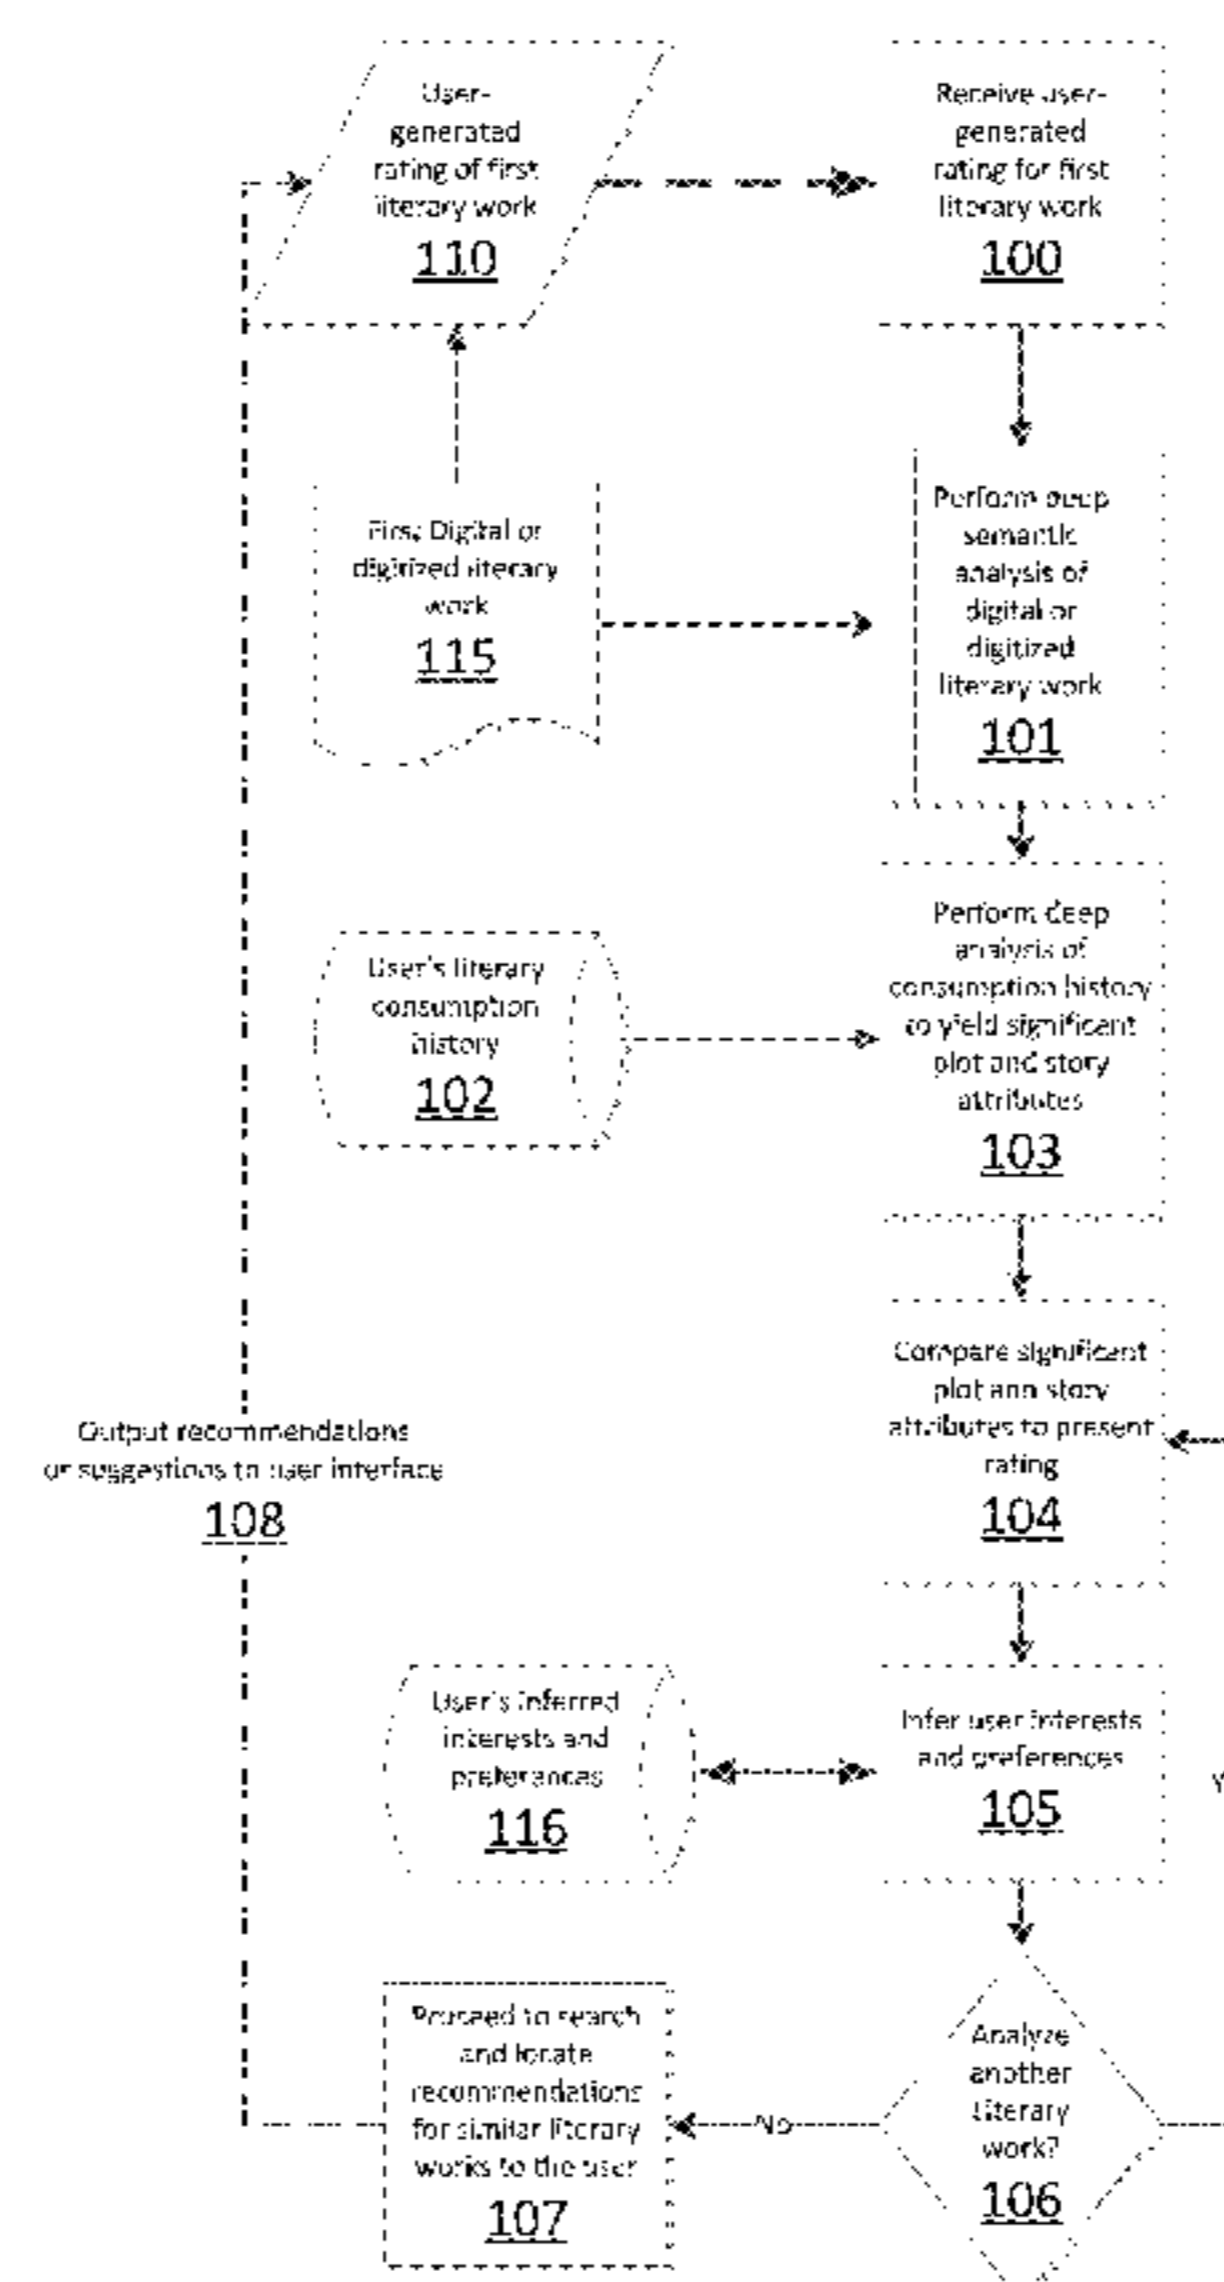 User-
generated
rating of first
literary work
110
Receive user-
generated
rating for first
literary work
100
First Digital or
digitized literary
work
115
Perform deep
semantic
analysis of
digital or
digitized
literary work
101
User's literary
consumption
history
102
Perform deep
analysis of
consumption history
to yield significant
plot and story
attributes
103
Compare significant
plot and story
attributes to present
rating
104
Output recommendations
or suggestions to user interface
108
User's inferred
interests and
preferences
116
Infer user interests
and preferences
105
Y
Analyze
another
literary
work?
106
No
Proceed to search
and locate
recommendations
for similar literary
works to the user
107